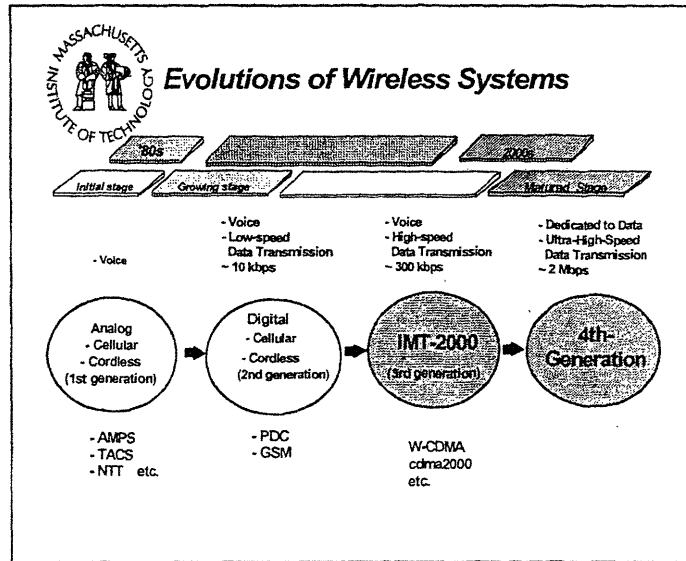 MASSACHUSETTS INSTITUTE OF TECHNOLOGY
Evolutions of Wireless Systems
'80s
2000s
Initial stage
Growing stage
Matured Stage
- Voice
- Voice
- Low-speed
Data Transmission
~ 10 kbps
- Voice
- High-speed
Data Transmission
~ 300 kbps
- Dedicated to Data
- Ultra-High-Speed
Data Transmission
~ 2 Mbps
Analog
- Cellular
- Cordless
(1st generation)
Digital
- Cellular
- Cordless
(2nd generation)
IMT-2000
(3rd generation)
4th-
Generation
- AMPS
- TACS
- NTT etc.
- PDC
- GSM
W-CDMA
cdma2000
etc.